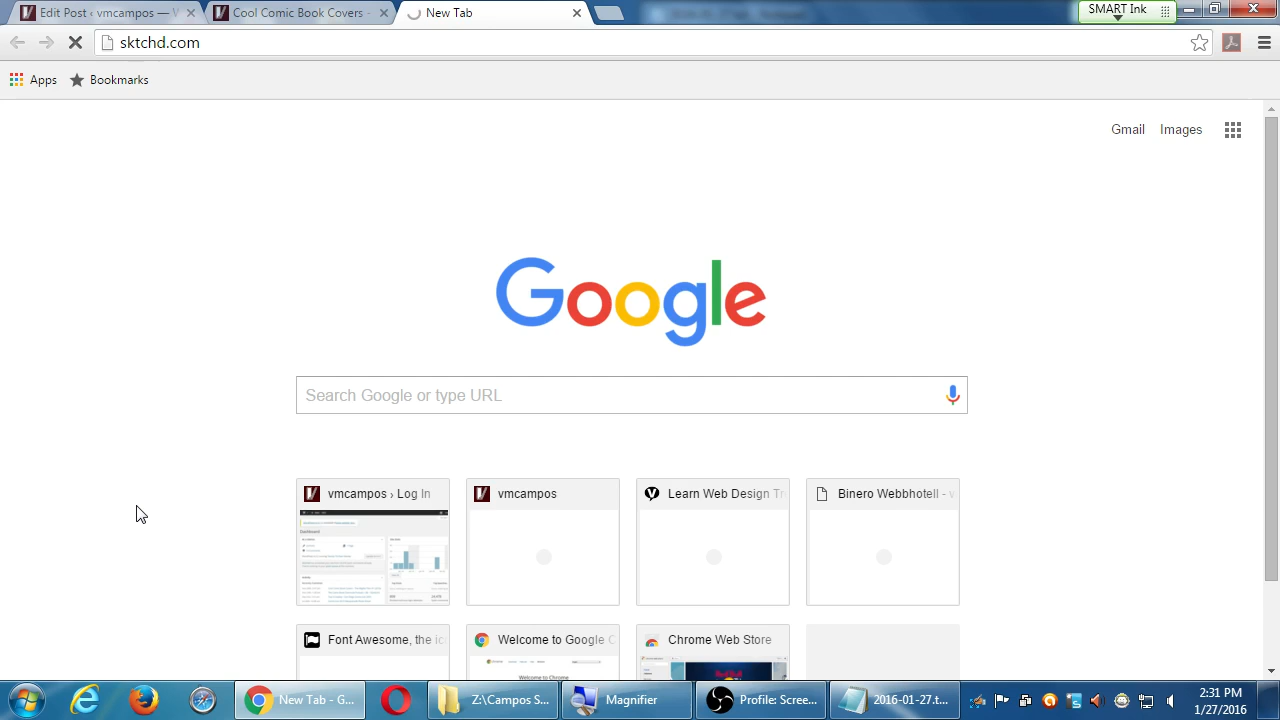 Edit Post ‹ vmcampos — W
Cool Comic Book Covers -
New Tab
SMART Ink
sktchd.com
Apps
Bookmarks
Gmail
Images
Google
Search Google or type URL
vmcampos › Log In
vmcampos
Learn Web Design Tr
Binero Webbhotell - v
Font Awesome, the ic
Welcome to Google C
Chrome Web Store
New Tab - G...
Z:\Campos S...
Magnifier
Profile: Scree...
2016-01-27.t...
2:31 PM
1/27/2016